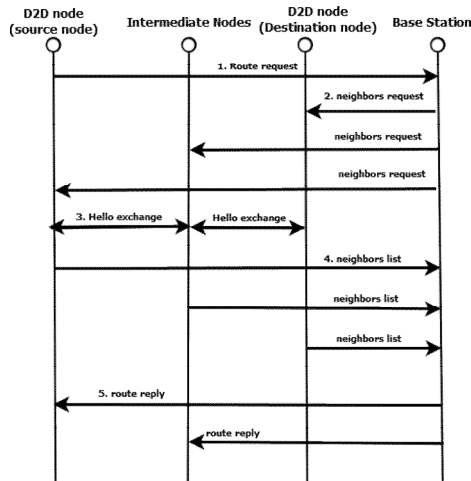 D2D node
(source node)
Intermediate Nodes
D2D node
(Destination node)
Base Station
1. Route request
2. neighbors request
neighbors request
neighbors request
3. Hello exchange
Hello exchange
4. neighbors list
neighbors list
neighbors list
5. route reply
route reply